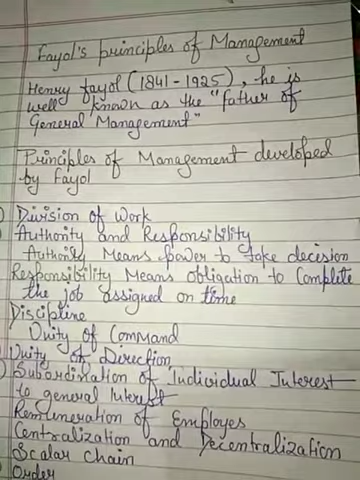 Fayol's principles of Management
Henry fayol (1841-1925), he is
well known as the "father of
General Management"
Principles of Management developed
by Fayol
Division of Work
Authority and Responsibility
Authority Means power to take decision
Responsibility Means obligation to Complete
the job assigned on time
Discipline
Unity of Command
Unity of Direction
Subordination of Individual Interest
to general Interest
Remuneration of Employes
Centralization and Decentralization
Scalar chain
Order